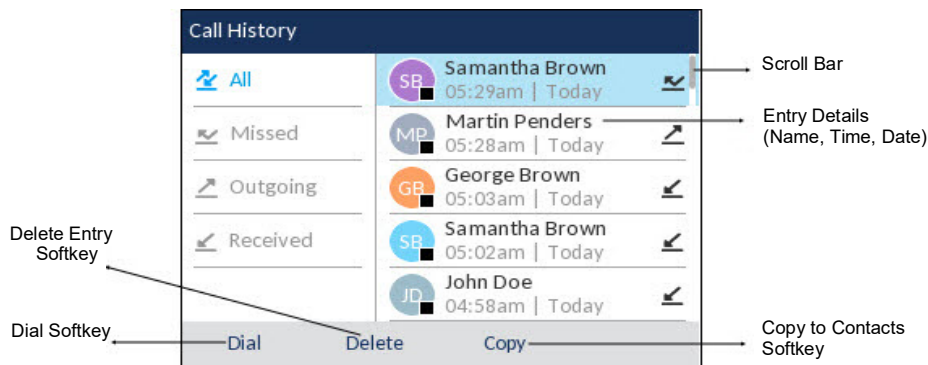 Call History
All
Missed
Outgoing
Received
SB
Samantha Brown
05:29am | Today
MP
Martin Penders
05:28am | Today
GB
George Brown
05:03am | Today
SB
Samantha Brown
05:02am | Today
JD
John Doe
04:58am | Today
Dial
Delete
Copy
Scroll Bar
Entry Details
(Name, Time, Date)
Delete Entry
Softkey
Dial Softkey
Copy to Contacts
Softkey